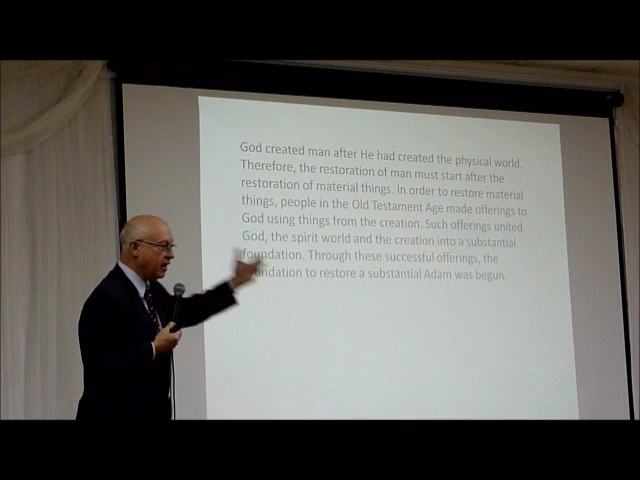 God created man after He had created the physical world.
Therefore, the restoration of man must start after the
restoration of material things. In order to restore material
things, people in the Old Testament Age made offerings to
God using things from the creation. Such offerings united
God, the spirit world and the creation into a substantial
foundation. Through these successful offerings, the
foundation to restore a substantial Adam was begun.